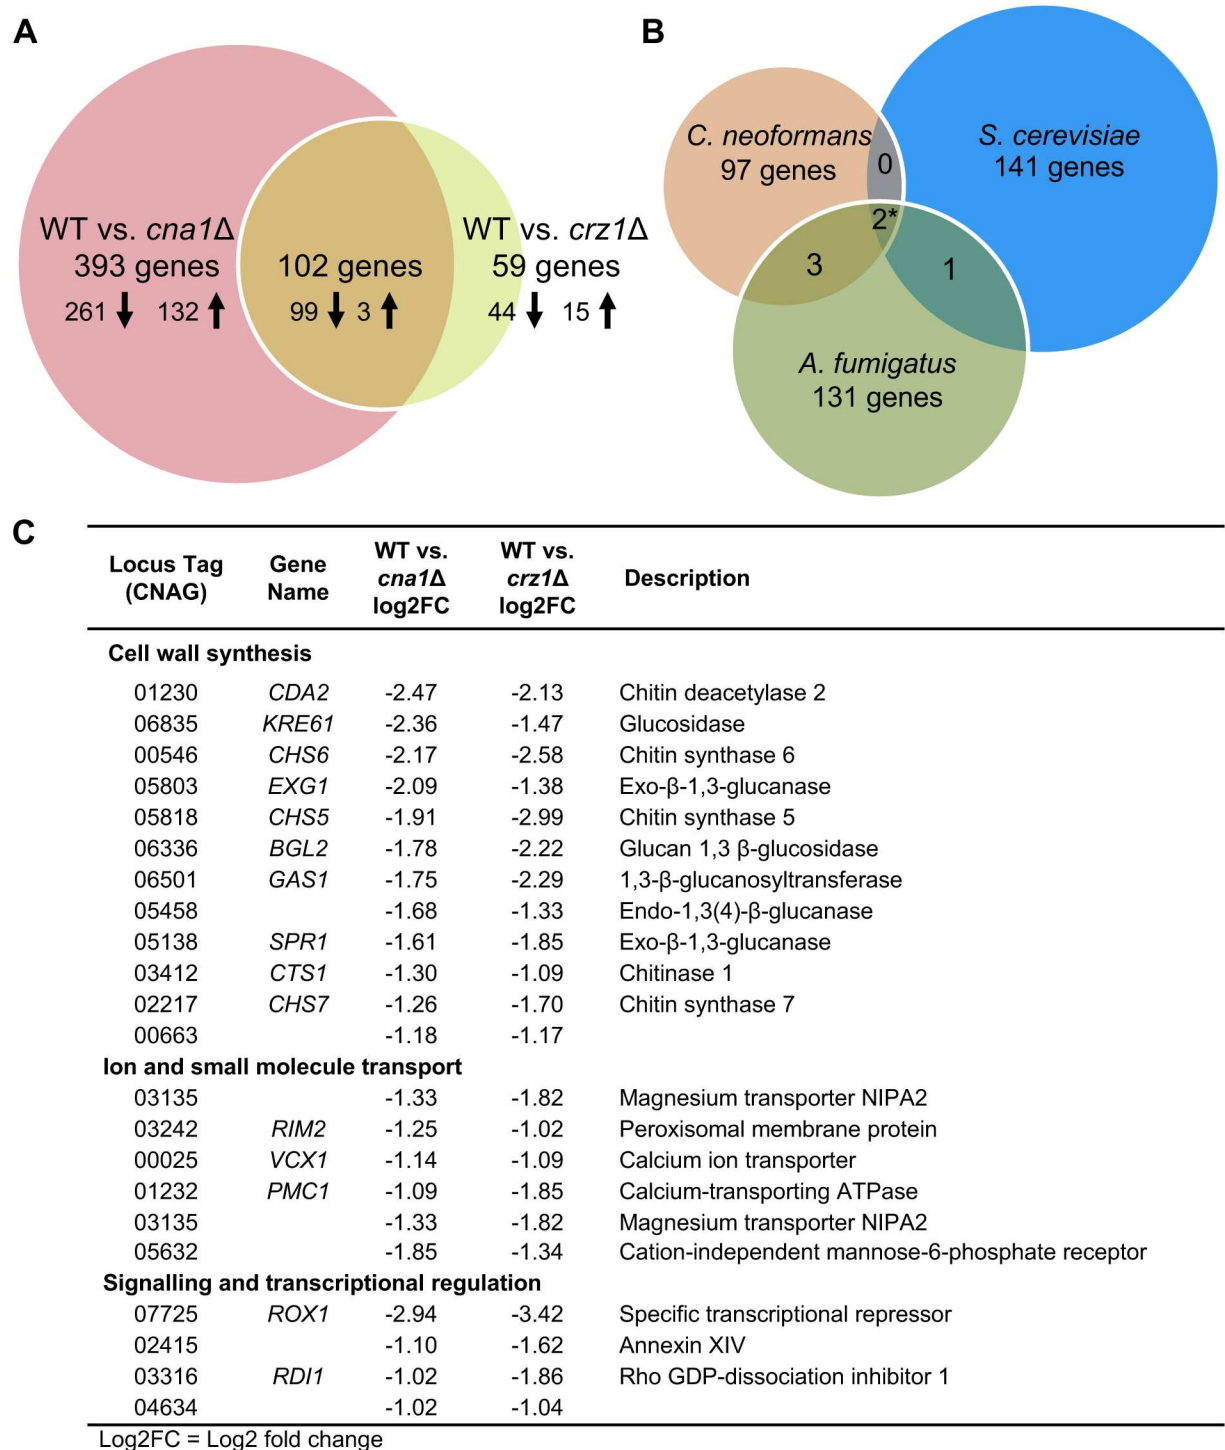 A
WT vs. cna1Δ
393 genes
261 ↓ 132 ↑
102 genes
99 ↓ 3 ↑
WT vs. crz1Δ
59 genes
44 ↓ 15 ↑
B
C. neoformans
97 genes
0
S. cerevisiae
141 genes
2*
3
1
A. fumigatus
131 genes
C
Locus Tag (CNAG) Gene Name WT vs. cna1Δ log2FC WT vs. crz1Δ log2FC Description
Cell wall synthesis
01230 CDA2 -2.47 -2.13 Chitin deacetylase 2
06835 KRE61 -2.36 -1.47 Glucosidase
00546 CHS6 -2.17 -2.58 Chitin synthase 6
05803 EXG1 -2.09 -1.38 Exo-β-1,3-glucanase
05818 CHS5 -1.91 -2.99 Chitin synthase 5
06336 BGL2 -1.78 -2.22 Glucan 1,3 β-glucosidase
06501 GAS1 -1.75 -2.29 1,3-β-glucanosyltransferase
05458 -1.68 -1.33 Endo-1,3(4)-β-glucanase
05138 SPR1 -1.61 -1.85 Exo-β-1,3-glucanase
03412 CTS1 -1.30 -1.09 Chitinase 1
02217 CHS7 -1.26 -1.70 Chitin synthase 7
00663 -1.18 -1.17
Ion and small molecule transport
03135 -1.33 -1.82 Magnesium transporter NIPA2
03242 RIM2 -1.25 -1.02 Peroxisomal membrane protein
00025 VCX1 -1.14 -1.09 Calcium ion transporter
01232 PMC1 -1.09 -1.85 Calcium-transporting ATPase
03135 -1.33 -1.82 Magnesium transporter NIPA2
05632 -1.85 -1.34 Cation-independent mannose-6-phosphate receptor
Signalling and transcriptional regulation
07725 ROX1 -2.94 -3.42 Specific transcriptional repressor
02415 -1.10 -1.62 Annexin XIV
03316 RDI1 -1.02 -1.86 Rho GDP-dissociation inhibitor 1
04634 -1.02 -1.04
Log2FC = Log2 fold change